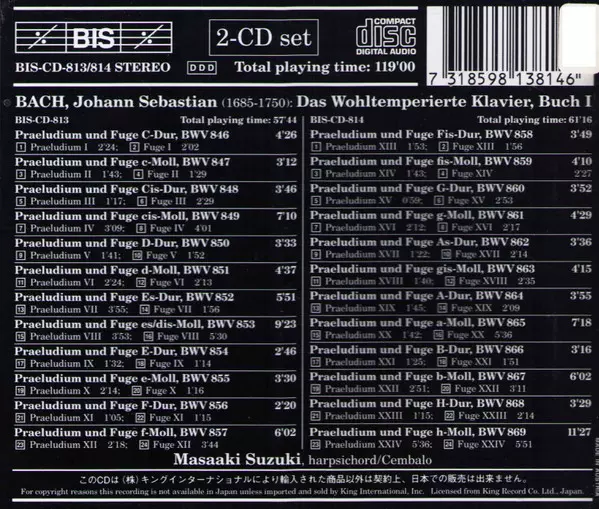 BIS
2-CD set
COMPACT
disc
DIGITAL AUDIO
BIS-CD-813/814 STEREO
DDD
Total playing time: 119'00
7 318598 138146
BACH, Johann Sebastian (1685-1750): Das Wohltemperierte Klavier, Buch I
BIS-CD-813 Total playing time: 57'44
Praeludium und Fuge C-Dur, BWV 846 4'26
1 Praeludium I 2'24; 2 Fuge I 2'02
Praeludium und Fuge c-Moll, BWV 847 3'12
3 Praeludium II 1'43; 4 Fuge II 1'29
Praeludium und Fuge Cis-Dur, BWV 848 3'46
5 Praeludium III 1'17; 6 Fuge III 2'29
Praeludium und Fuge cis-Moll, BWV 849 7'10
7 Praeludium IV 3'09; 8 Fuge IV 4'01
Praeludium und Fuge D-Dur, BWV 850 3'33
9 Praeludium V 1'41; 10 Fuge V 1'52
Praeludium und Fuge d-Moll, BWV 851 4'37
11 Praeludium VI 2'24; 12 Fuge VI 2'13
Praeludium und Fuge Es-Dur, BWV 852 5'51
13 Praeludium VII 3'55; 14 Fuge VII 1'56
Praeludium und Fuge es/dis-Moll, BWV 853 9'23
15 Praeludium VIII 3'53; 16 Fuge VIII 5'30
Praeludium und Fuge E-Dur, BWV 854 2'46
17 Praeludium IX 1'32; 18 Fuge IX 1'14
Praeludium und Fuge e-Moll, BWV 855 3'30
19 Praeludium X 2'14; 20 Fuge X 1'16
Praeludium und Fuge F-Dur, BWV 856 2'20
21 Praeludium XI 1'05; 22 Fuge XI 1'15
Praeludium und Fuge f-Moll, BWV 857 6'02
23 Praeludium XII 2'18; 24 Fuge XII 3'44
BIS-CD-814 Total playing time: 61'16
Praeludium und Fuge Fis-Dur, BWV 858 3'49
1 Praeludium XIII 1'53; 2 Fuge XIII 1'56
Praeludium und Fuge fis-Moll, BWV 859 4'10
3 Praeludium XIV 1'43; 4 Fuge XIV 2'27
Praeludium und Fuge G-Dur, BWV 860 3'52
5 Praeludium XV 0'59; 6 Fuge XV 2'53
Praeludium und Fuge g-Moll, BWV 861 4'29
7 Praeludium XVI 2'12; 8 Fuge XVI 2'17
Praeludium und Fuge As-Dur, BWV 862 3'36
9 Praeludium XVII 1'22; 10 Fuge XVII 2'14
Praeludium und Fuge gis-Moll, BWV 863 4'15
11 Praeludium XVIII 1'40; 12 Fuge XVIII 2'35
Praeludium und Fuge A-Dur, BWV 864 3'55
13 Praeludium XIX 1'45; 14 Fuge XIX 2'09
Praeludium und Fuge a-Moll, BWV 865 7'18
15 Praeludium XX 1'42; 16 Fuge XX 5'36
Praeludium und Fuge B-Dur, BWV 866 3'16
17 Praeludium XXI 1'25; 18 Fuge XXI 1'51
Praeludium und Fuge b-Moll, BWV 867 6'02
19 Praeludium XXII 2'51; 20 Fuge XXII 3'11
Praeludium und Fuge H-Dur, BWV 868 3'29
21 Praeludium XXIII 1'15; 22 Fuge XXIII 2'14
Praeludium und Fuge h-Moll, BWV 869 11'27
23 Praeludium XXIV 5'36; 24 Fuge XXIV 5'51
Masaaki Suzuki, harpsichord/Cembalo
MADE IN AUSTRIA
このCDは(株)キングインターナショナルにより輸入された商品以外は契約上、日本での販売は出来ません。
For copyright reasons this recording is not available in Japan unless imported and sold by King International, Inc. Licensed from King Record Co. Ltd., Japan.